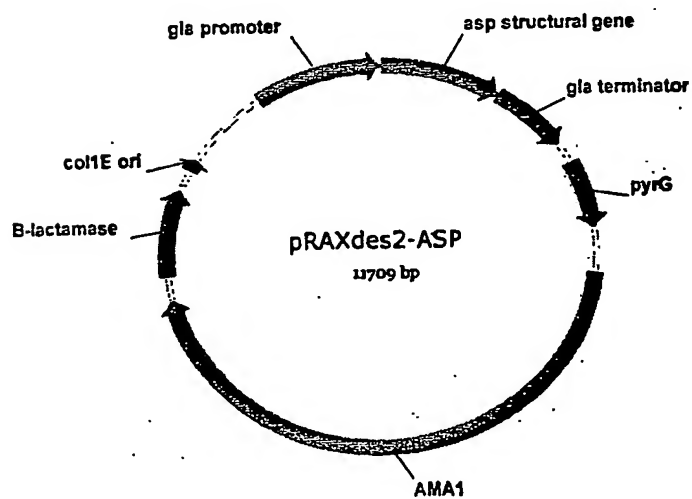 gla promoter
asp structural gene
gla terminator
col1E ori
pyrG
B-lactamase
pRAXdes2-ASP
11709 bp
AMA1